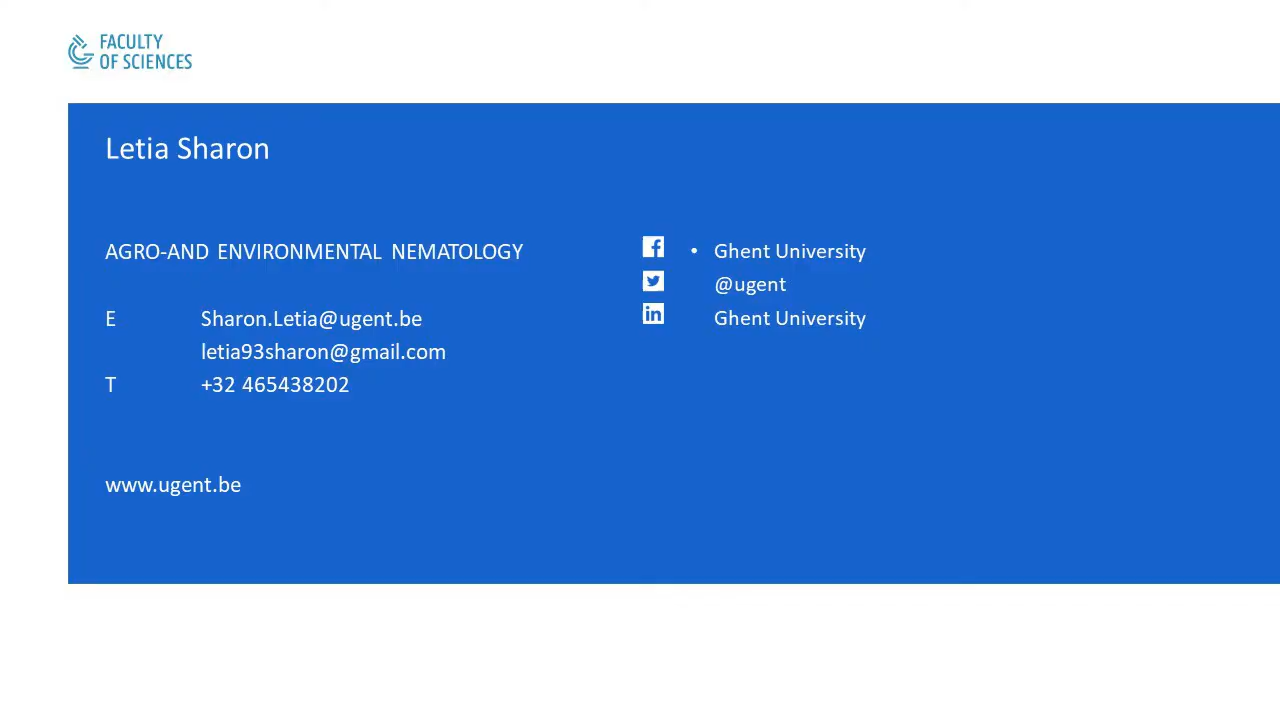 FACULTY
OF SCIENCES
Letia Sharon
AGRO-AND ENVIRONMENTAL NEMATOLOGY
E Sharon.Letia@ugent.be
letia93sharon@gmail.com
T +32 465438202
www.ugent.be
• Ghent University
@ugent
Ghent University